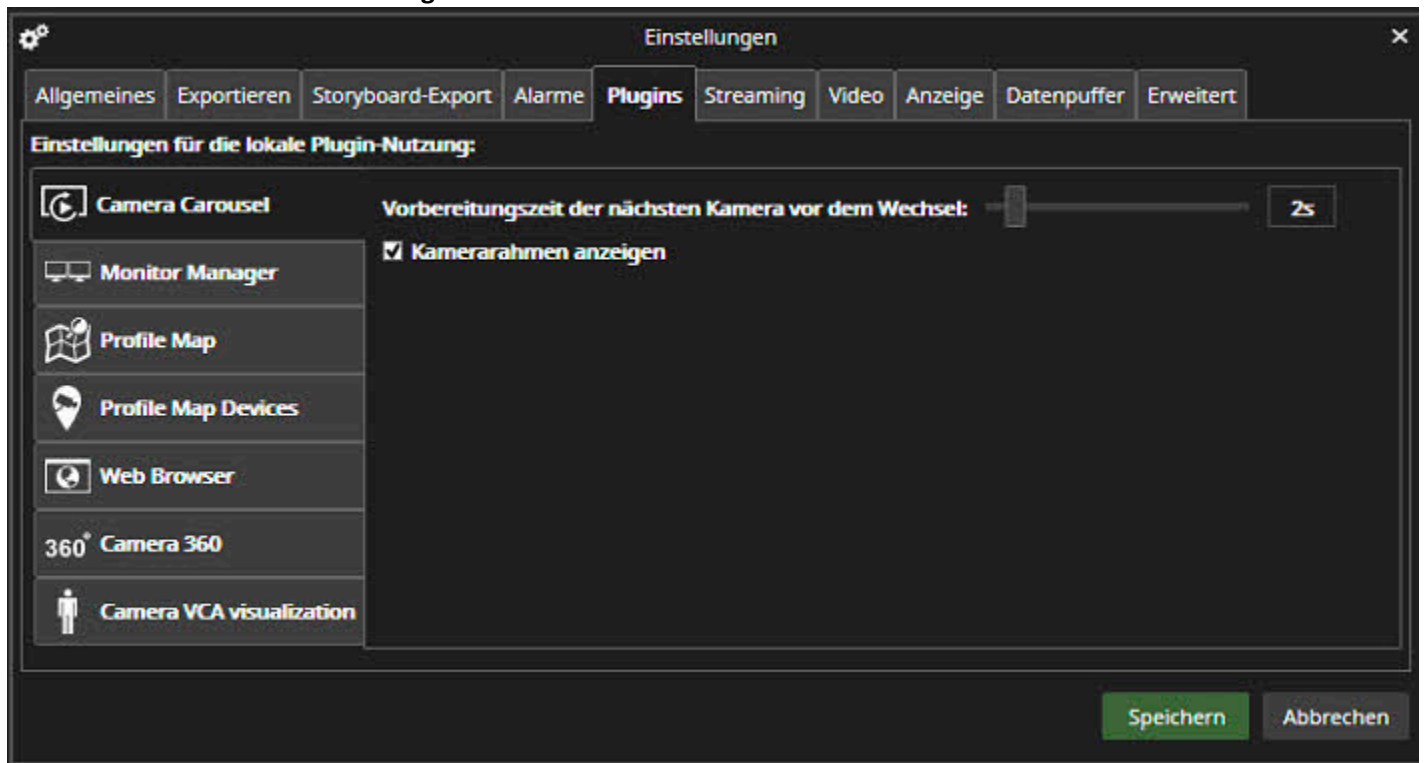 Einstellungen
Allgemeines Exportieren Storyboard-Export Alarme Plugins Streaming Video Anzeige Datenpuffer Erweitert
Einstellungen für die lokale Plugin-Nutzung:
Camera Carousel
Vorbereitungszeit der nächsten Kamera vor dem Wechsel: 2s
Kamerarahmen anzeigen
Monitor Manager
Profile Map
Profile Map Devices
Web Browser
360° Camera 360
Camera VCA visualization
Speichern Abbrechen